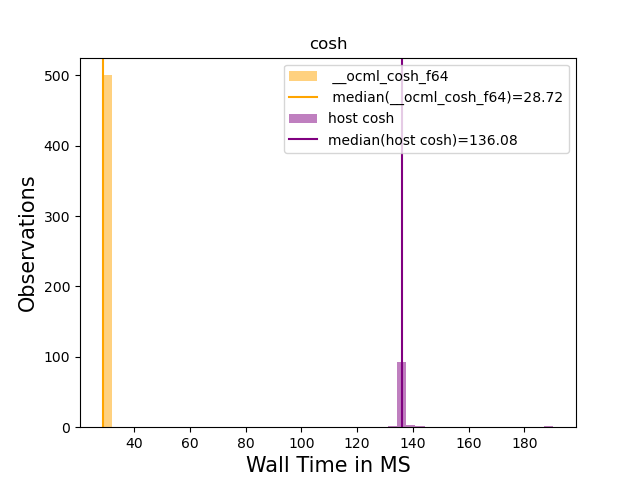 cosh
__ocml_cosh_f64
median(__ocml_cosh_f64)=28.72
host cosh
median(host cosh)=136.08
500
400
300
200
100
0
Observations
40 60 80 100 120 140 160 180
Wall Time in MS